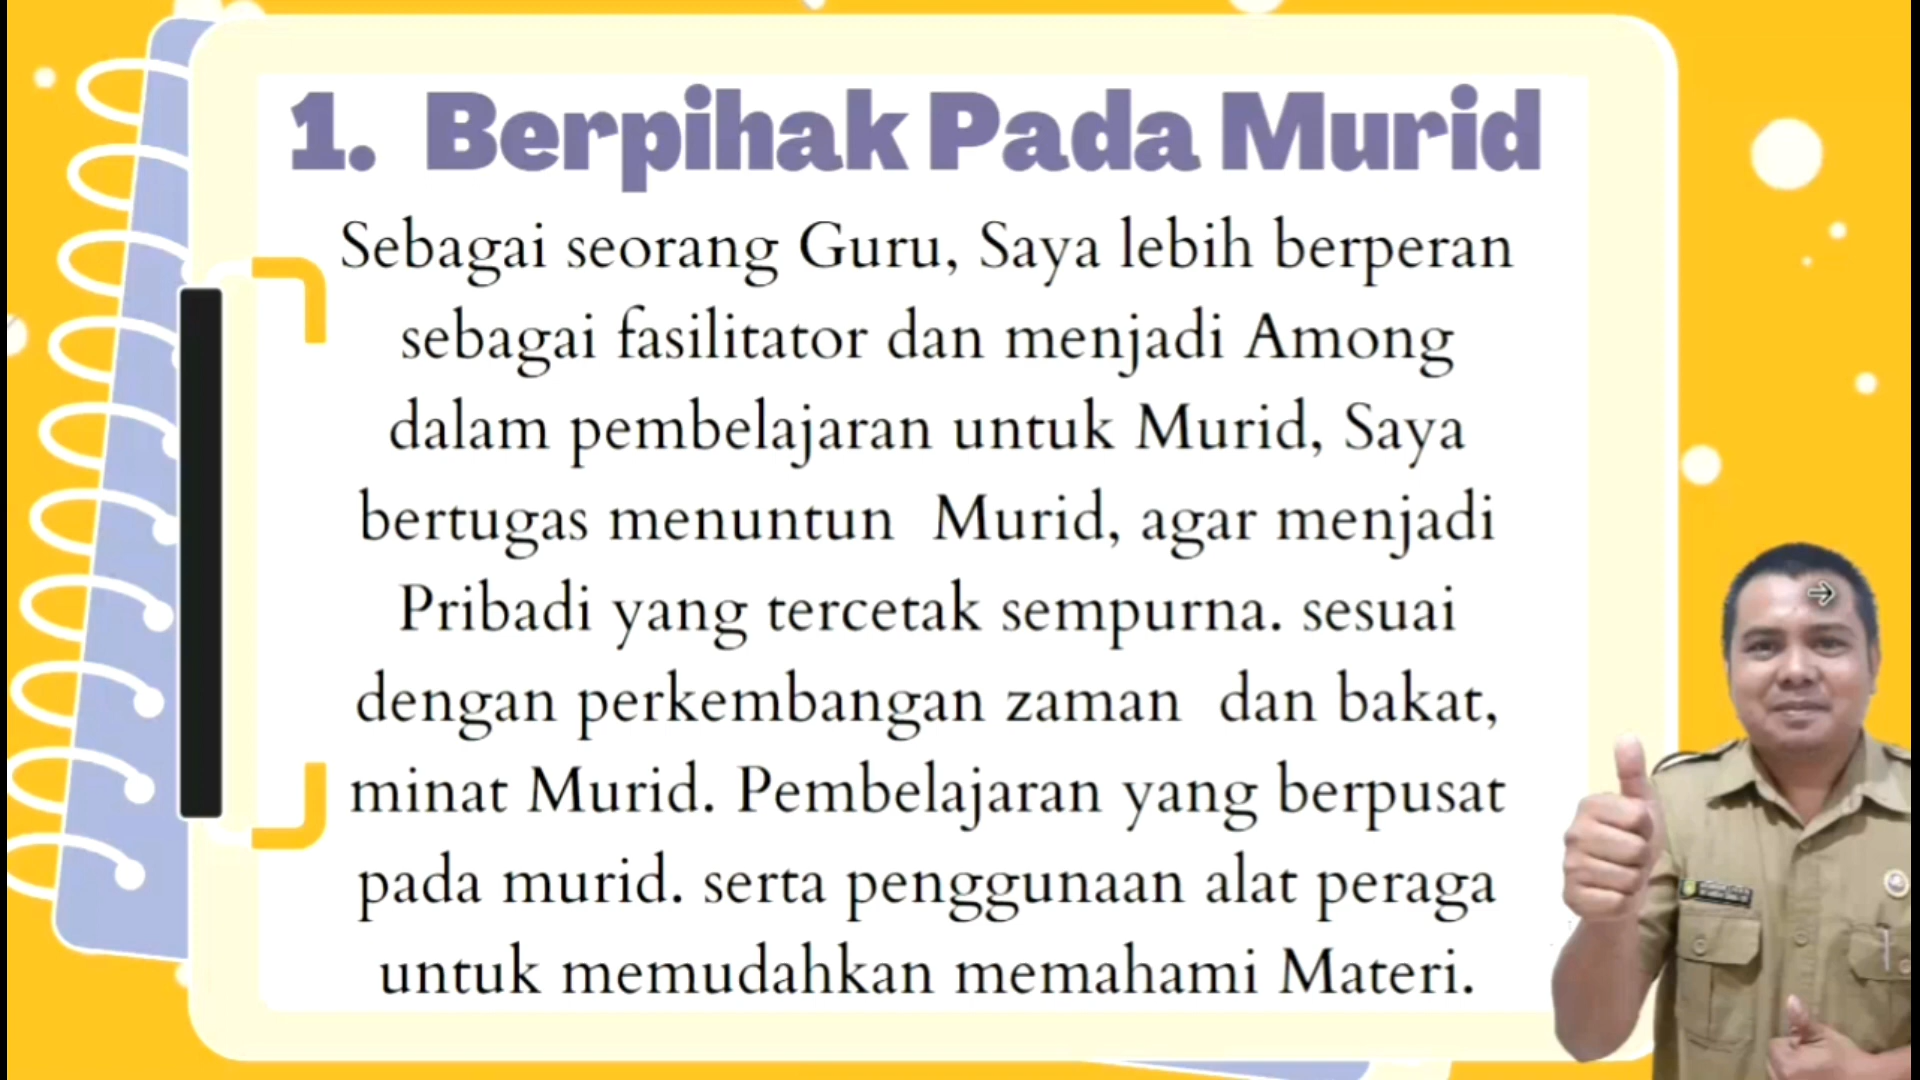 1. Berpihak Pada Murid
Sebagai seorang Guru, Saya lebih berperan
sebagai fasilitator dan menjadi Among
dalam pembelajaran untuk Murid, Saya
bertugas menuntun Murid, agar menjadi
Pribadi yang tercetak sempurna. sesuai
dengan perkembangan zaman dan bakat,
minat Murid. Pembelajaran yang berpusat
pada murid. serta penggunaan alat peraga
untuk memudahkan memahami Materi.